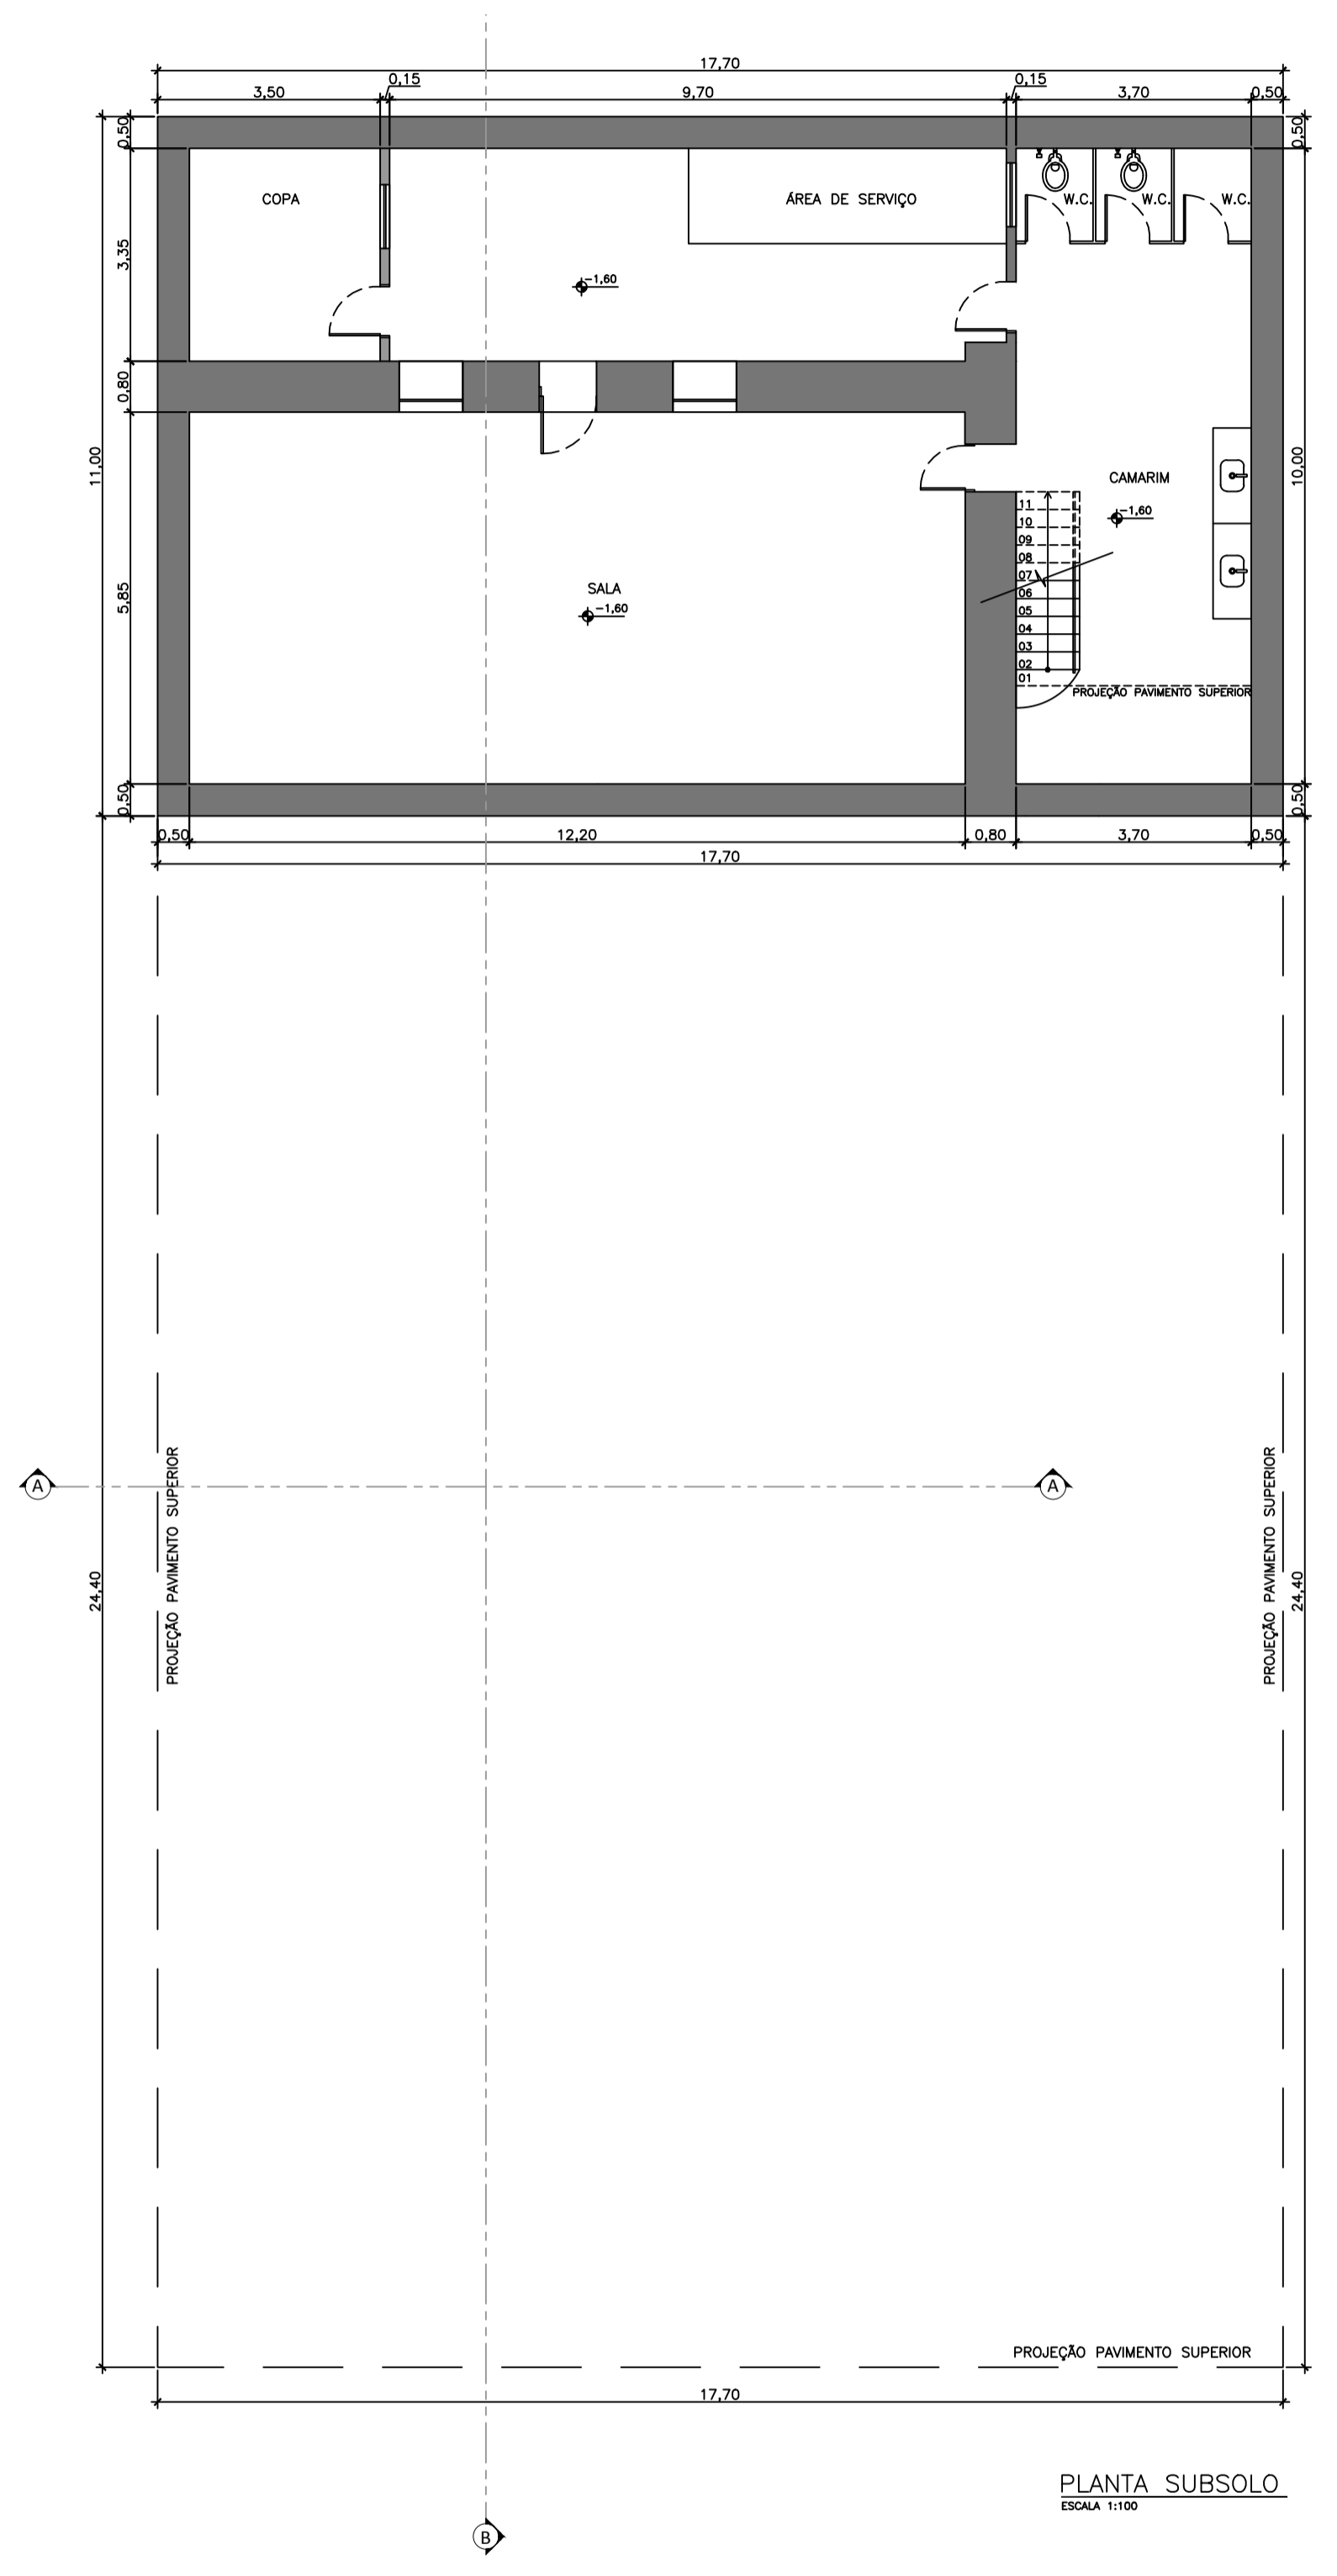 17,70
0,15
0,15
3,50
9,70
3,70
0,50
0,50
0,50
COPA
ÁREA DE SERVIÇO
W.C.
W.C.
W.C.
3,35
-1,60
0,80
11,00
10,00
CAMARIM
-1,60
11
10
09
08
07
06
05
04
03
02
01
5,85
SALA
-1,60
PROJEÇÃO PAVIMENTO SUPERIOR
0,50
0,50
0,50
12,20
0,80
3,70
0,50
17,70
A
A
PROJEÇÃO PAVIMENTO SUPERIOR
PROJEÇÃO PAVIMENTO SUPERIOR
24,40
24,40
PROJEÇÃO PAVIMENTO SUPERIOR
17,70
PLANTA SUBSOLO
ESCALA 1:100
B